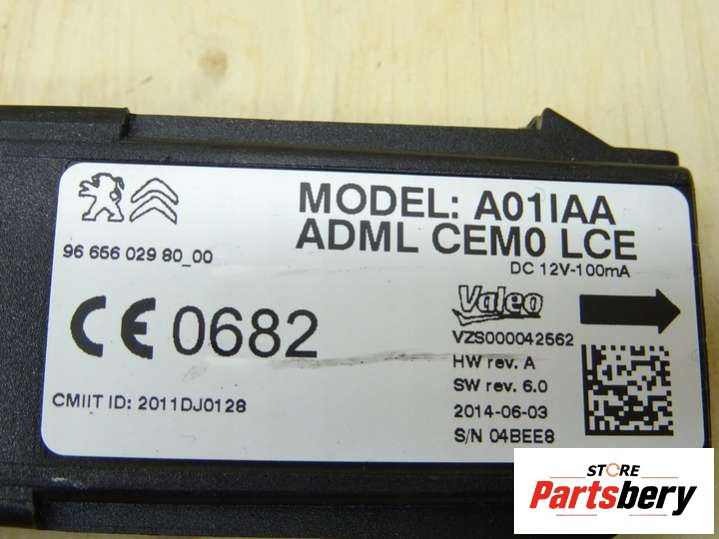 MODEL: A01IAA
ADML CEM0 LCE
DC 12V-100mA
96 656 029 80_00
CE 0682
CMIIT ID: 2011DJ0128
Valeo
VZS000042562
HW rev. A
SW rev. 6.0
2014-06-03
S/N 04BEE8
STORE
Partsbery